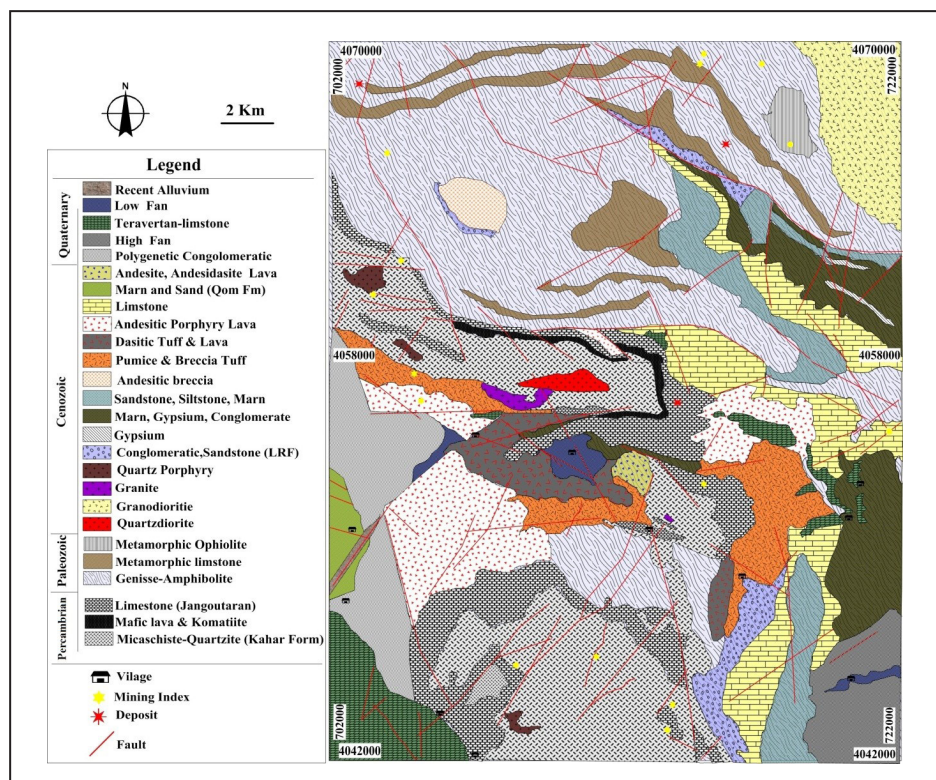 4070000
4070000
702000
722000
N
2 Km
Legend
Quaternary
Recent Alluvium
Low Fan
Teravertan-limstone
High Fan
Polygenetic Congolomeratic
Cenozoic
Andesite, Andesidasite Lava
Marn and Sand (Qom Fm)
Limstone
Andesitic Porphyry Lava
Dasitic Tuff & Lava
Pumice & Breccia Tuff
Andesitic breccia
Sandstone, Siltstone, Marn
Marn, Gypsium, Conglomerate
Gypsium
Conglomeratic,Sandstone (LRF)
Quartz Porphyry
Granite
Granodioritie
Quartzdiorite
Paleozoic
Metamorphic Ophiolite
Metamorphic limstone
Genisse-Amphibolite
Percambrian
Limestone (Jangoutaran)
Mafic lava & Komatiite
Micaschiste-Quartzite (Kahar Form)
Vilage
Mining Index
Deposit
Fault
4058000
4058000
702000
722000
4042000
4042000